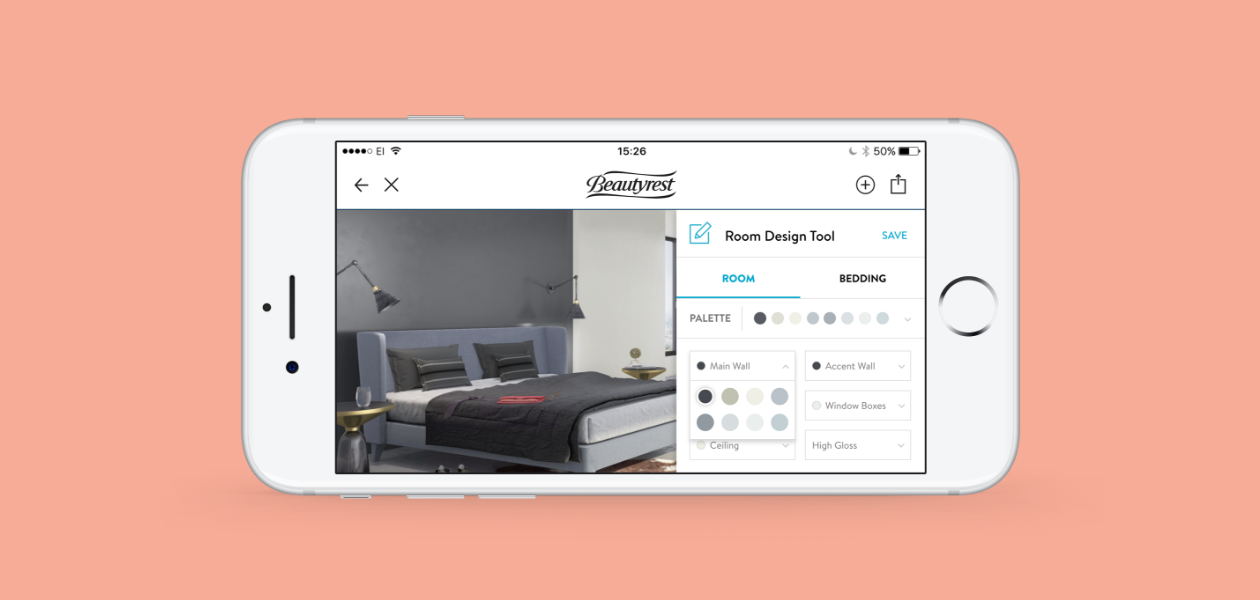 EI
15:26
50%
Beautyrest
Room Design Tool
SAVE
ROOM
BEDDING
PALETTE
Main Wall
Accent Wall
Window Boxes
Ceiling
High Gloss